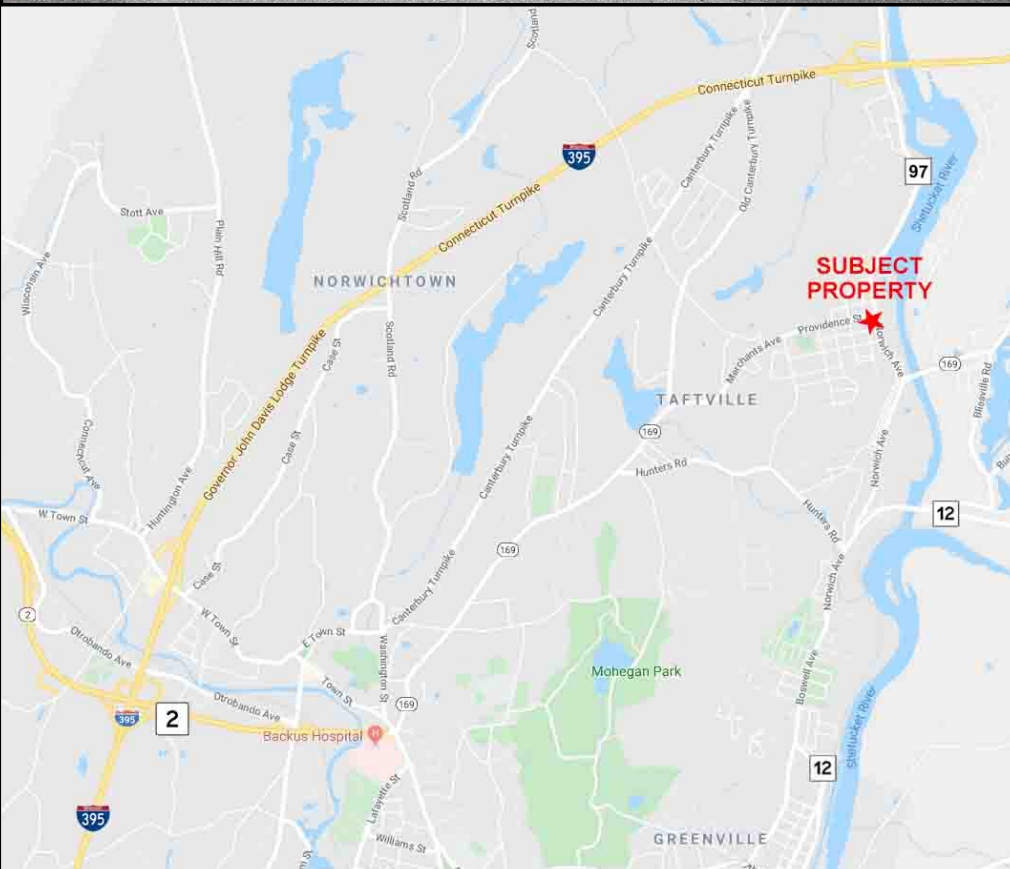 Scotland
Connecticut Turnpike
395
97
Canterbury Turnpike
Old Canterbury Turnpike
Shetucket River
Scotland Rd
Stott Ave
Plain Hill Rd
Wisconsin Ave
Connecticut Turnpike
NORWICHTOWN
SUBJECT
PROPERTY
Canterbury Turnpike
Providence St
Norwich Ave
Merchants Ave
169
Case St
Scotland Rd
Governor John Davis Lodge Turnpike
TAFTVILLE
Blissville Rd
169
Case St
Canterbury Turnpike
Hunters Rd
Norwich Ave
Connecticut Ave
Huntington Ave
W Town St
Hunters Rd
12
169
Case St
Canterbury Turnpike
Norwich Ave
2
W Town St
E Town St
Otrobando Ave
Washington St
Mohegan Park
Boswell Ave
Town St
169
Otrobando Ave
395
2
Backus Hospital
H
Shetucket River
12
Lafayette St
395
Williams St
GREENVILLE